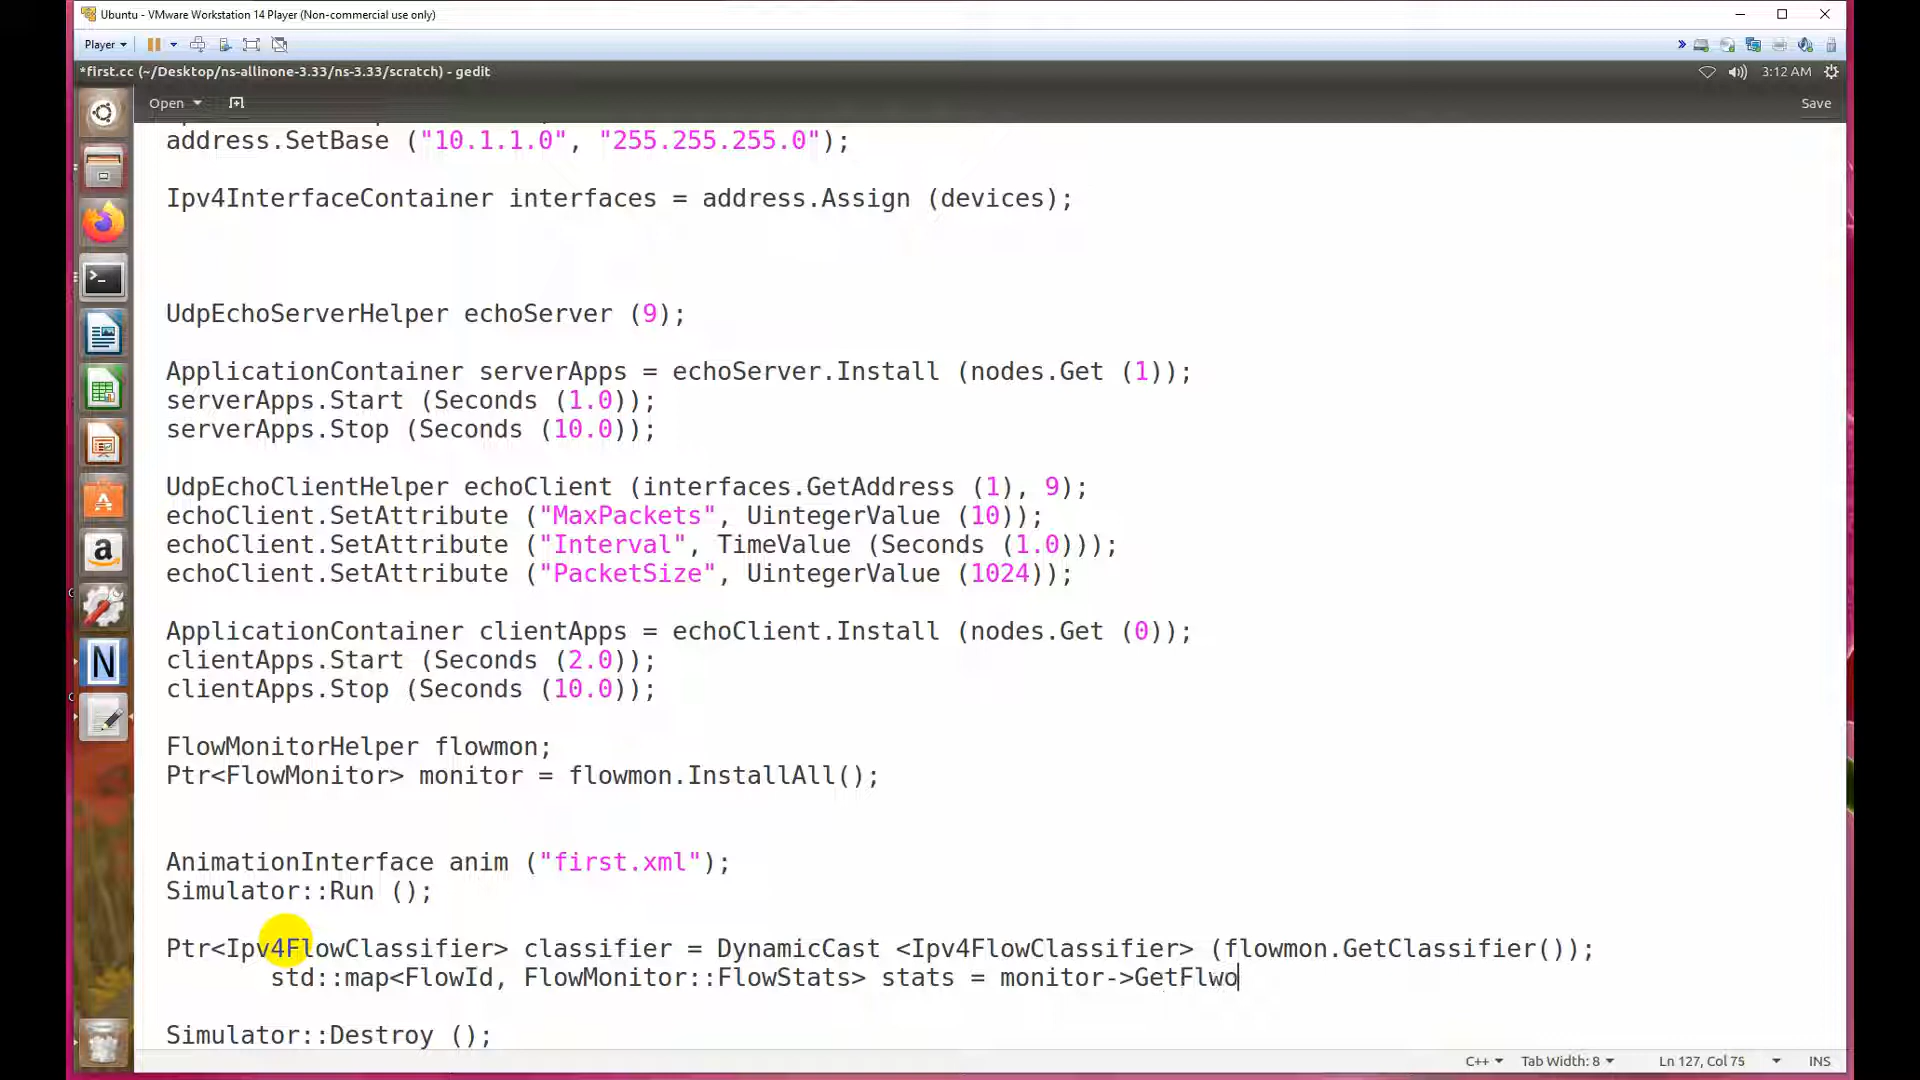 Ubuntu - VMware Workstation 14 Player (Non-commercial use only)
Player
*first.cc (~/Desktop/ns-allinone-3.33/ns-3.33/scratch) - gedit
3:12 AM
Open
Save
address.SetBase ("10.1.1.0", "255.255.255.0");
Ipv4InterfaceContainer interfaces = address.Assign (devices);
UdpEchoServerHelper echoServer (9);
ApplicationContainer serverApps = echoServer.Install (nodes.Get (1));
serverApps.Start (Seconds (1.0));
serverApps.Stop (Seconds (10.0));
UdpEchoClientHelper echoClient (interfaces.GetAddress (1), 9);
echoClient.SetAttribute ("MaxPackets", UintegerValue (10));
echoClient.SetAttribute ("Interval", TimeValue (Seconds (1.0)));
echoClient.SetAttribute ("PacketSize", UintegerValue (1024));
ApplicationContainer clientApps = echoClient.Install (nodes.Get (0));
clientApps.Start (Seconds (2.0));
clientApps.Stop (Seconds (10.0));
FlowMonitorHelper flowmon;
Ptr<FlowMonitor> monitor = flowmon.InstallAll();
AnimationInterface anim ("first.xml");
Simulator::Run ();
Ptr<Ipv4FlowClassifier> classifier = DynamicCast <Ipv4FlowClassifier> (flowmon.GetClassifier());
std::map<FlowId, FlowMonitor::FlowStats> stats = monitor->GetFlwo
Simulator::Destroy ();
C++ Tab Width: 8 Ln 127, Col 75 INS